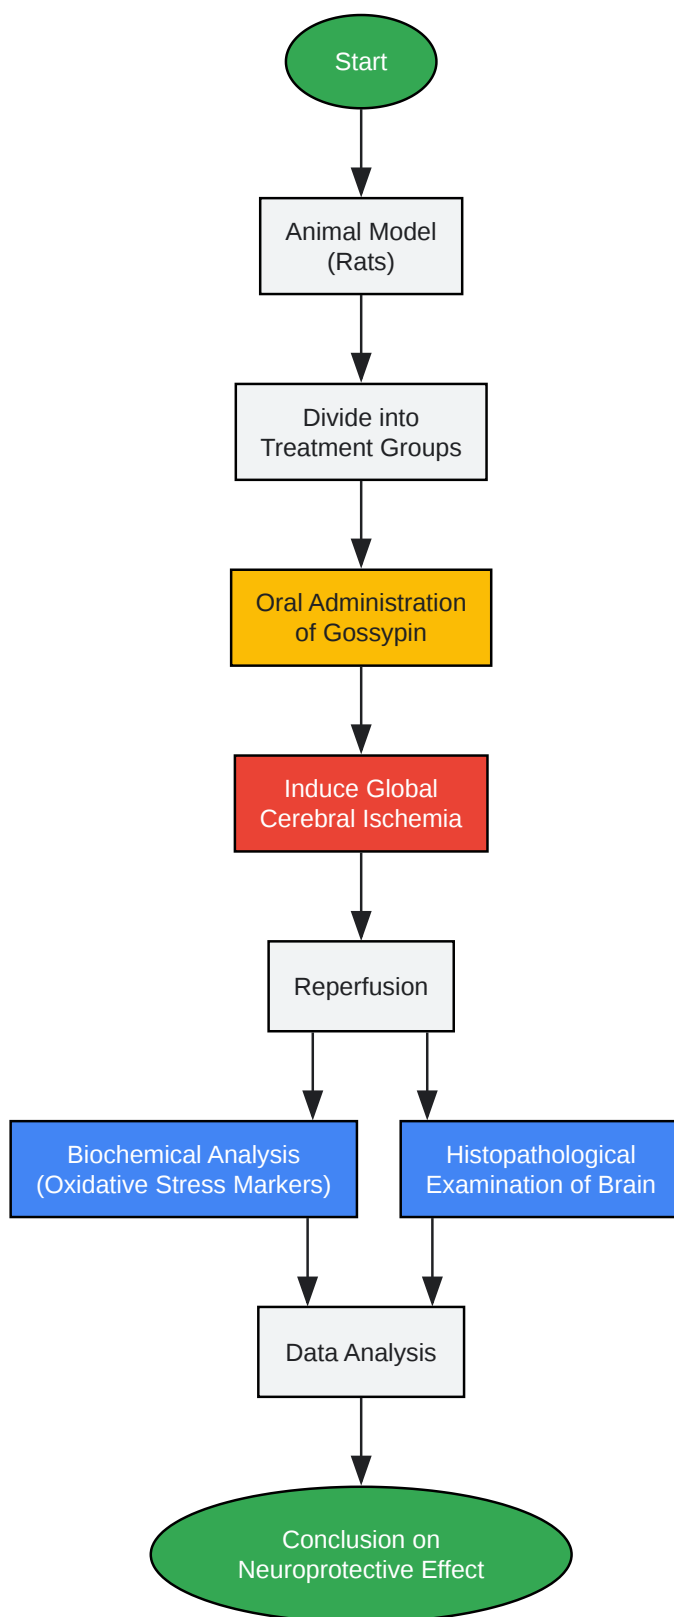 Start
Animal Model
(Rats)
Divide into
Treatment Groups
Oral Administration
of Gossypin
Induce Global
Cerebral Ischemia
Reperfusion
Biochemical Analysis
(Oxidative Stress Markers)
Histopathological
Examination of Brain
Data Analysis
Conclusion on
Neuroprotective Effect